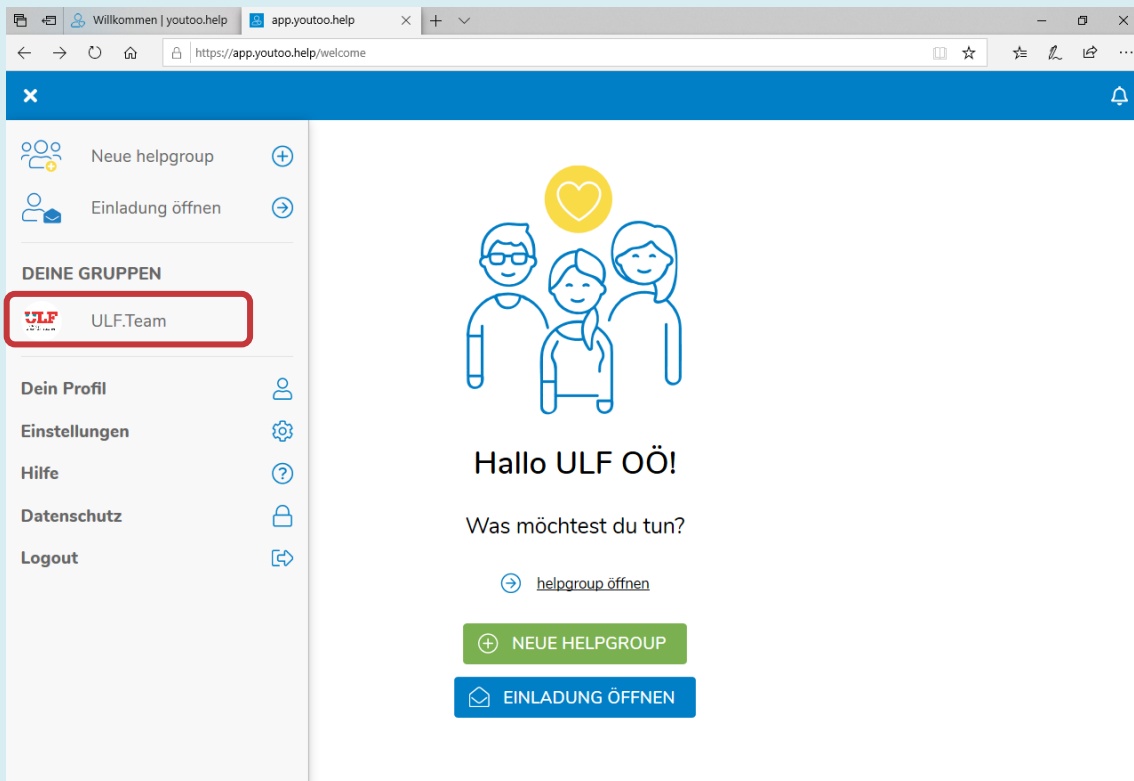 Willkommen | youtoo.help
app.youtoo.help
https://app.youtoo.help/welcome
Neue helpgroup
Einladung öffnen
DEINE GRUPPEN
ULF
ULF.Team
Dein Profil
Einstellungen
Hilfe
Datenschutz
Logout
Hallo ULF OÖ!
Was möchtest du tun?
helpgroup öffnen
NEUE HELPGROUP
EINLADUNG ÖFFNEN